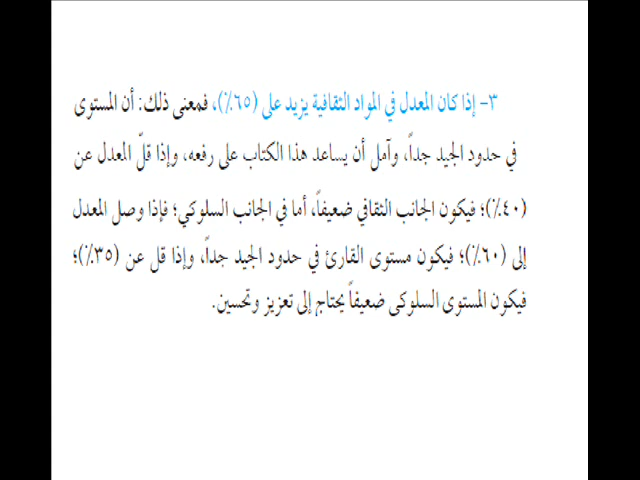 ٣- إذا كان المعدل في المواد الثقافية يزيد على (٦٥٪)، فمعنى ذلك: أن المستوى
في حدود الجيد جداً، وآمل أن يساعد هذا الكتاب على رفعه، وإذا قلّ المعدل عن
(٤٠٪)؛ فيكون الجانب الثقافي ضعيفاً، أما في الجانب السلوكي؛ فإذا وصل المعدل
إلى (٦٠٪)؛ فيكون مستوى القارئ في حدود الجيد جداً، وإذا قل عن (٣٥٪)؛
فيكون المستوى السلوكى ضعيفاً يحتاج إلى تعزيز وتحسين.